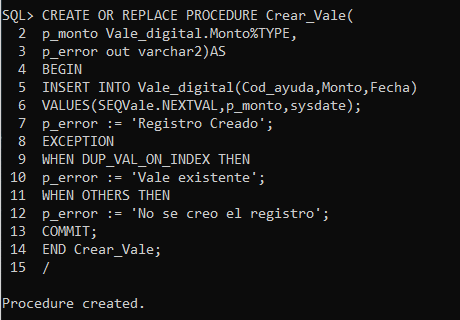 SQL> CREATE OR REPLACE PROCEDURE Crear_Vale(
  2  p_monto Vale_digital.Monto%TYPE,
  3  p_error out varchar2)AS
  4  BEGIN
  5  INSERT INTO Vale_digital(Cod_ayuda,Monto,Fecha)
  6  VALUES(SEQVale.NEXTVAL,p_monto,sysdate);
  7  p_error := 'Registro Creado';
  8  EXCEPTION
  9  WHEN DUP_VAL_ON_INDEX THEN
 10  p_error := 'Vale existente';
 11  WHEN OTHERS THEN
 12  p_error := 'No se creo el registro';
 13  COMMIT;
 14  END Crear_Vale;
 15  /
Procedure created.